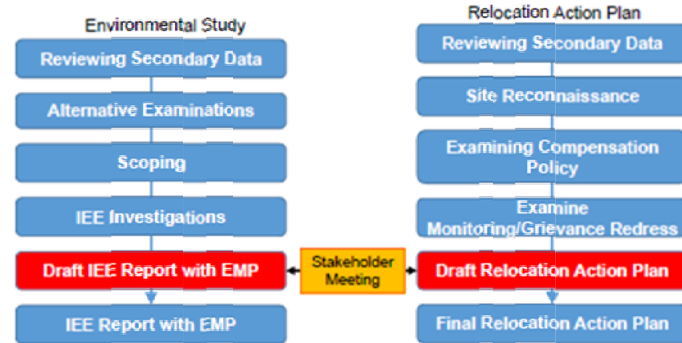 Environmental Study
Reviewing Secondary Data
Alternative Examinations
Scoping
IEE Investigations
Draft IEE Report with EMP
IEE Report with EMP
Stakeholder
Meeting
Relocation Action Plan
Reviewing Secondary Data
Site Reconnaissance
Examining Compensation
Policy
Examine
Monitoring/Grievance Redress
Draft Relocation Action Plan
Final Relocation Action Plan